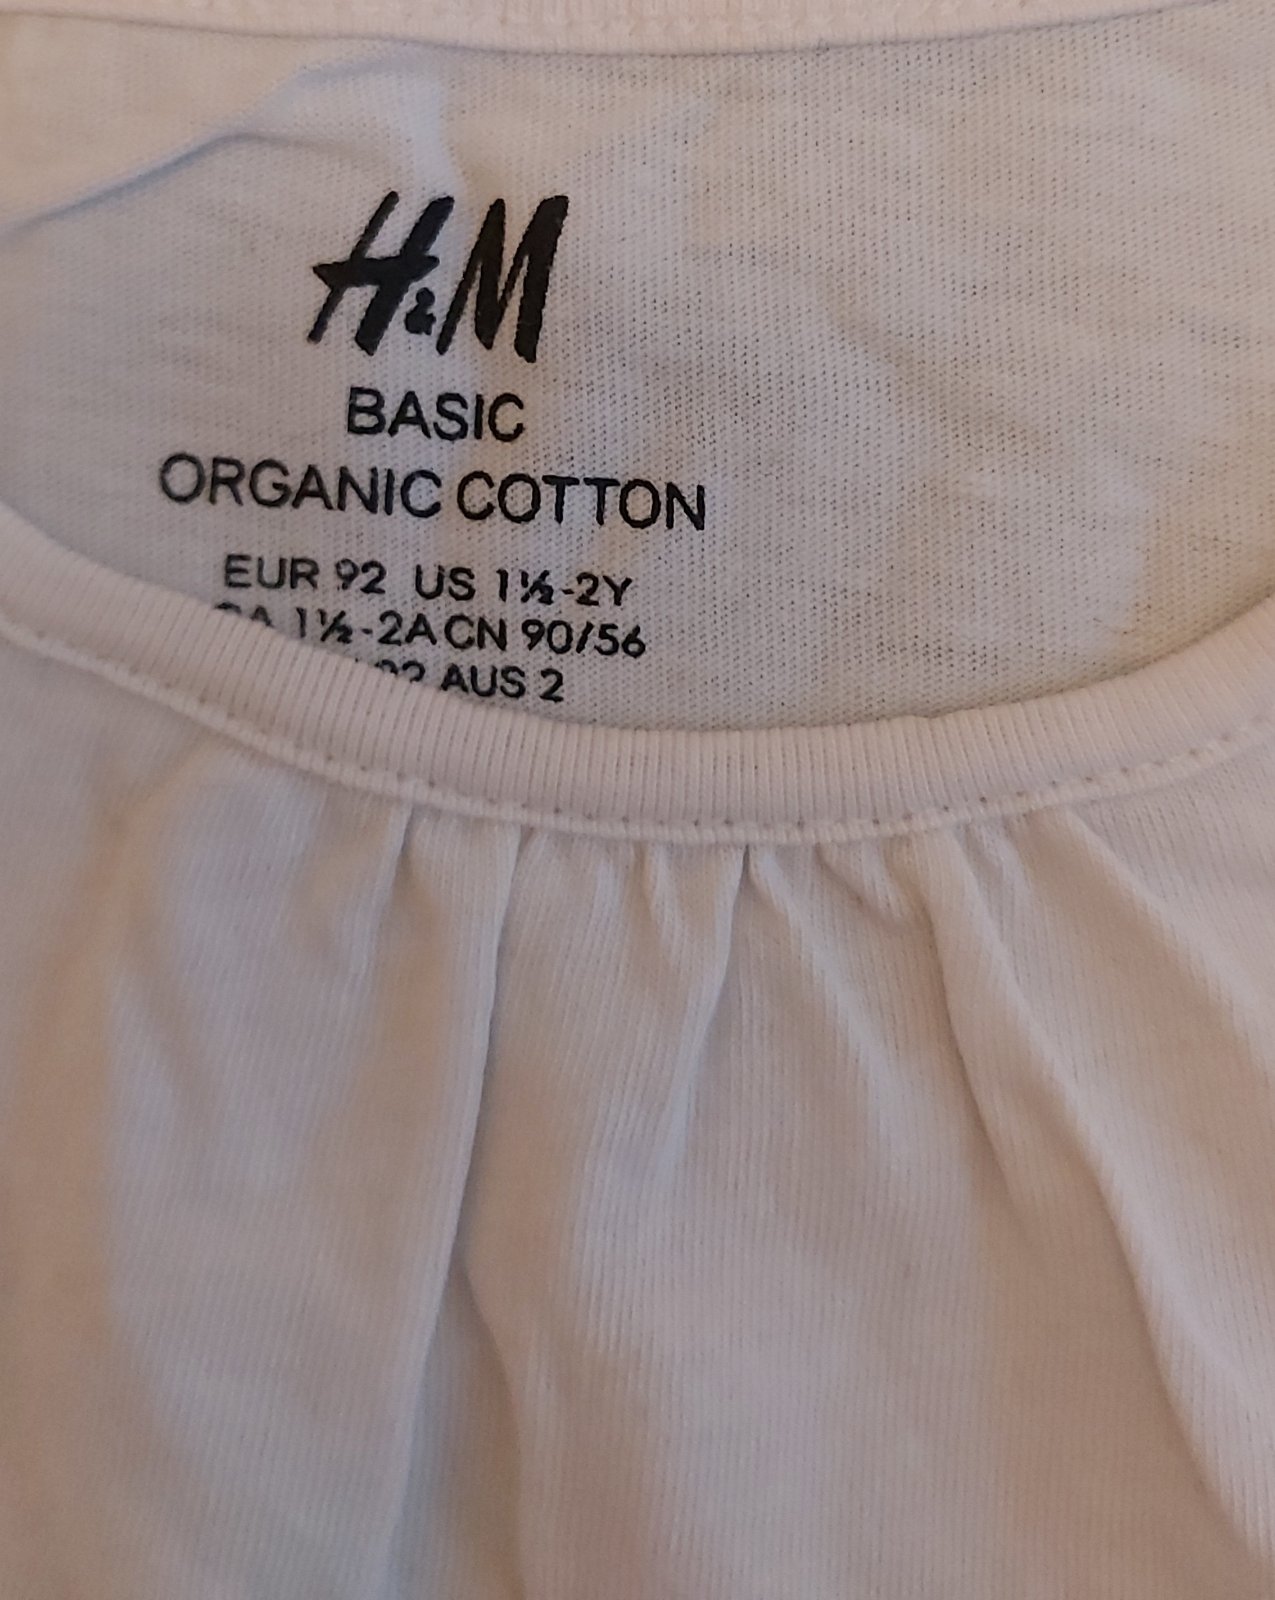 H&M
BASIC
ORGANIC COTTON
EUR 92 US 1½-2Y
1½-2A CN 90/56
AUS 2